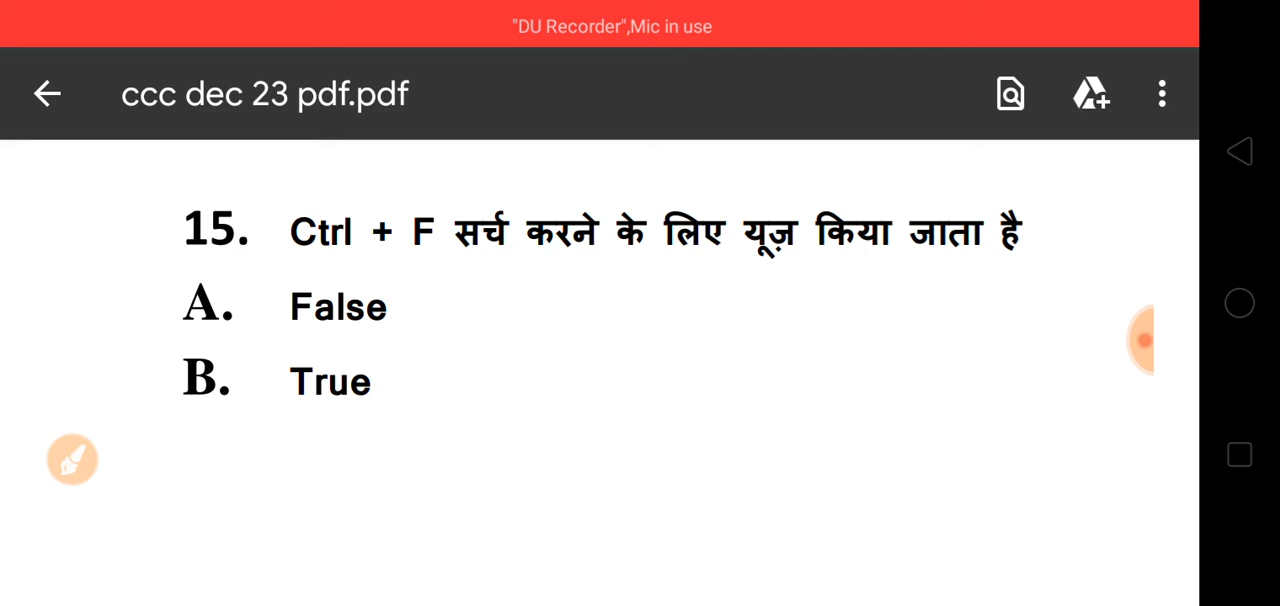 "DU Recorder",Mic in use
ccc dec 23 pdf.pdf
15. Ctrl + F सर्च करने के लिए यूज़ किया जाता है
A. False
B. True